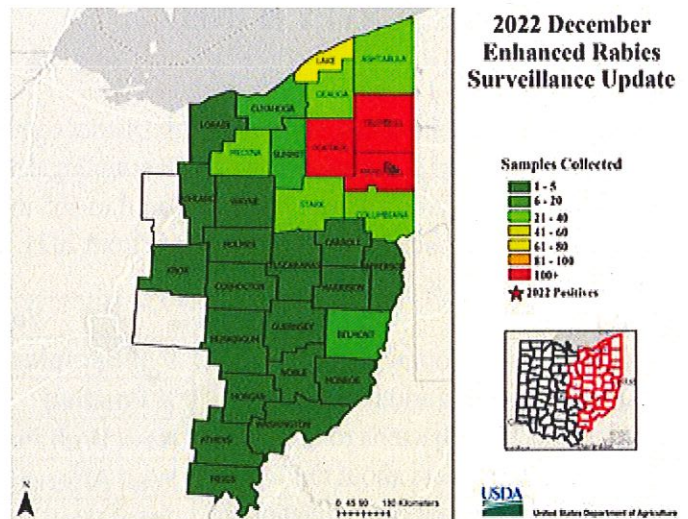 2022 December
Enhanced Rabies
Surveillance Update
LAKE
ASHTABULA
GEAUGA
CUYAHOGA
TRUMBULL
LORAIN
PORTAGE
MEDINA
SUMMIT
ASHLAND
WAYNE
STARK
COLUMBIANA
HOLMES
CARROLL
TUSCARAWAS
JEFFERSON
KNOX
COSHOCTON
HARRISON
GUERNSEY
BELMONT
MUSKINGUM
NOBLE
MONROE
MORGAN
WASHINGTON
ATHENS
MEIGS
Samples Collected
1 - 5
6 - 20
21 - 40
41 - 60
61 - 80
81 - 100
100+
2022 Positives
N
0 45 90 180 Kilometers
USDA
United States Department of Agriculture